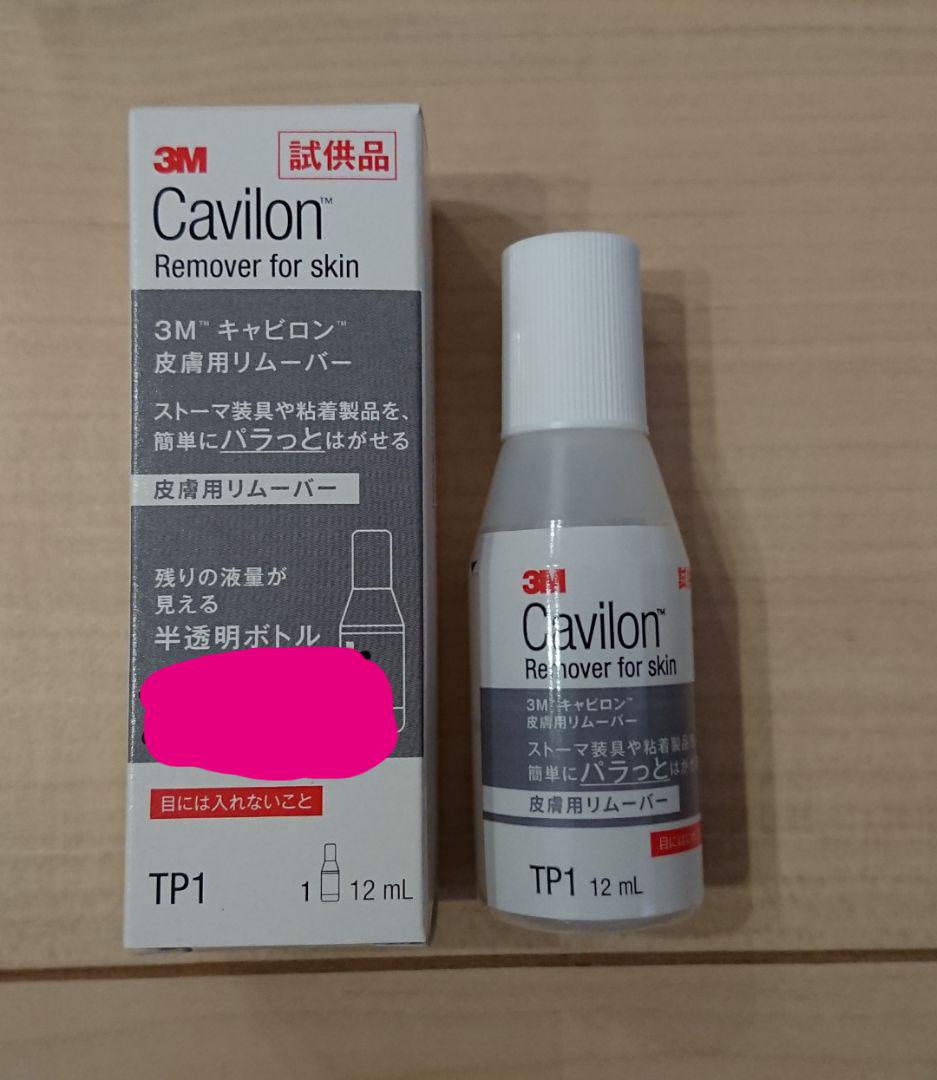 3M
試供品
Cavilon™
Remover for skin
3M™ キャビロン™
皮膚用リムーバー
ストーマ装具や粘着製品を、
簡単にパラっとはがせる
皮膚用リムーバー
残りの液量が
見える
半透明ボトル
目には入れないこと
TP1
1 12 mL
3M
Cavilon™
Remover for skin
3M™ キャビロン™
皮膚用リムーバー
ストーマ装具や粘着製品
簡単にパラっとはがせ
皮膚用リムーバー
目には
TP1 12 mL